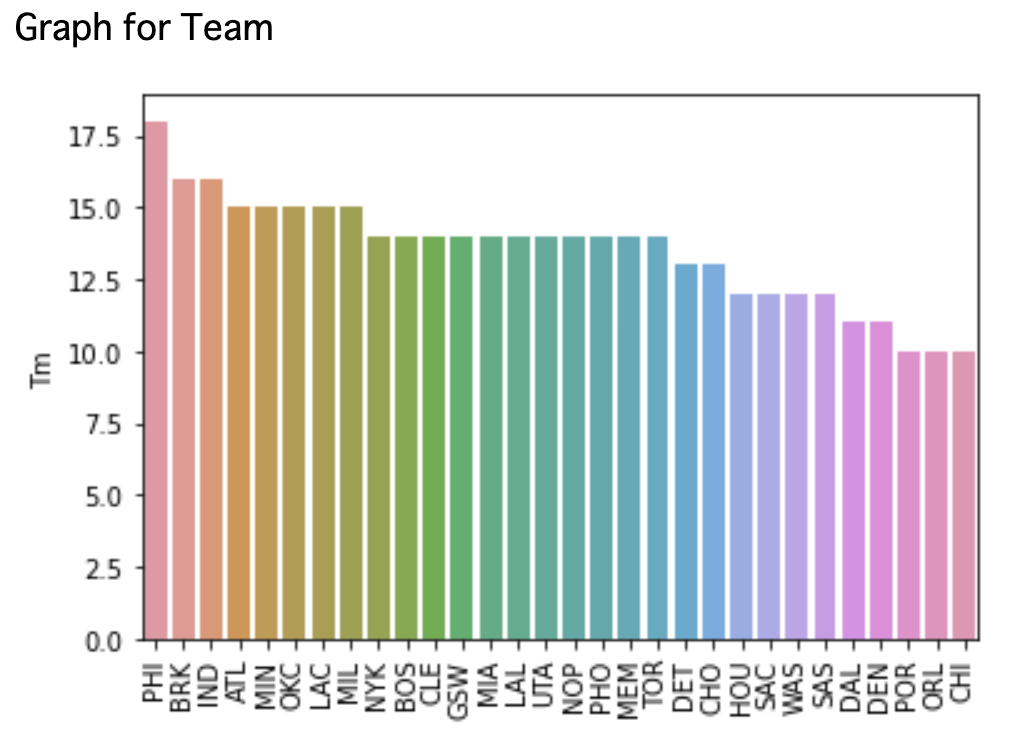 Graph for Team
17.5
15.0
12.5
10.0
7.5
5.0
2.5
0.0
Tm
PHI BRK IND ATL MIN OKC LAC MIL NYK BOS CLE GSW MIA LAL UTA NOP PHO MEM TOR DET CHO HOU SAC WAS SAS DAL DEN POR ORL CHI